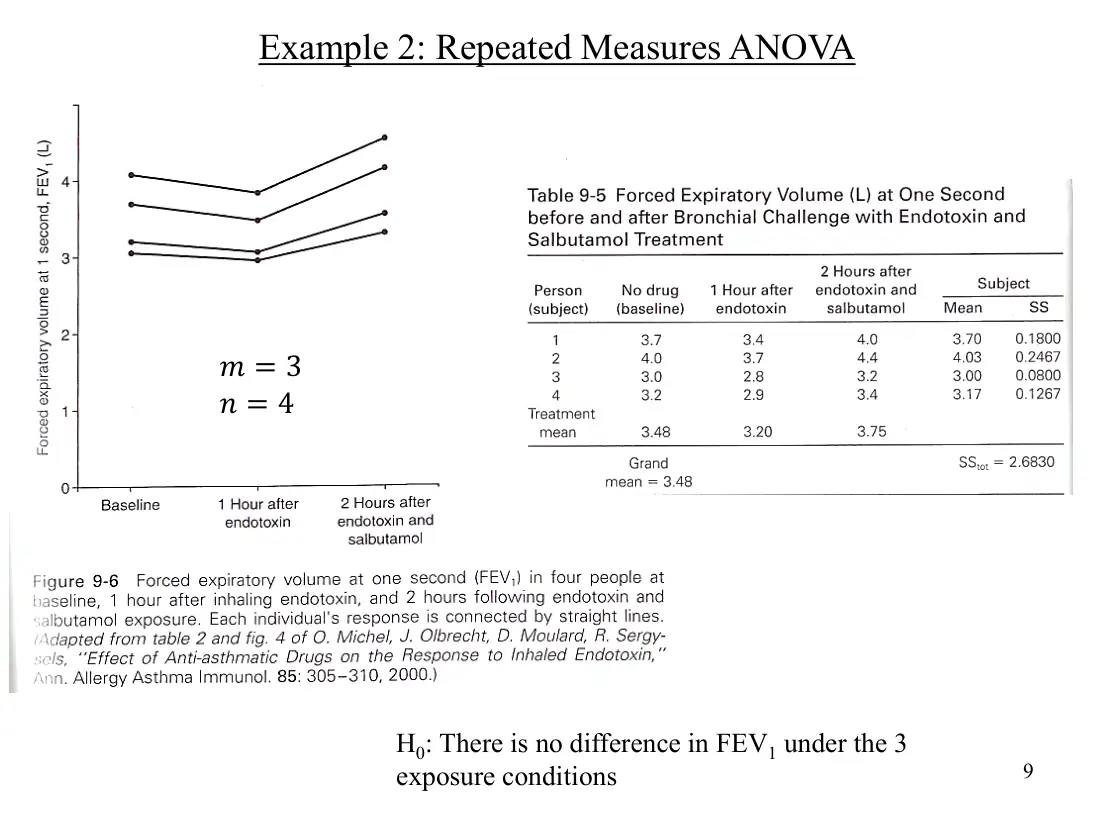 Example 2: Repeated Measures ANOVA
Forced expiratory volume at 1 second, FEV₁ (L)
4
3
2
1
0
m = 3
n = 4
Baseline
1 Hour after
endotoxin
2 Hours after
endotoxin and
salbutamol
Figure 9-6 Forced expiratory volume at one second (FEV₁) in four people at
baseline, 1 hour after inhaling endotoxin, and 2 hours following endotoxin and
salbutamol exposure. Each individual's response is connected by straight lines.
(Adapted from table 2 and fig. 4 of O. Michel, J. Olbrecht, D. Moulard, R. Sergy-
sels, "Effect of Anti-asthmatic Drugs on the Response to Inhaled Endotoxin,"
Ann. Allergy Asthma Immunol. 85: 305–310, 2000.)
Table 9-5 Forced Expiratory Volume (L) at One Second
before and after Bronchial Challenge with Endotoxin and
Salbutamol Treatment
Person
(subject)
No drug
(baseline)
1 Hour after
endotoxin
2 Hours after
endotoxin and
salbutamol
Subject
Mean SS
1 3.7 3.4 4.0 3.70 0.1800
2 4.0 3.7 4.4 4.03 0.2467
3 3.0 2.8 3.2 3.00 0.0800
4 3.2 2.9 3.4 3.17 0.1267
Treatment
mean 3.48 3.20 3.75
Grand
mean = 3.48
SStot = 2.6830
H₀: There is no difference in FEV₁ under the 3
exposure conditions
9